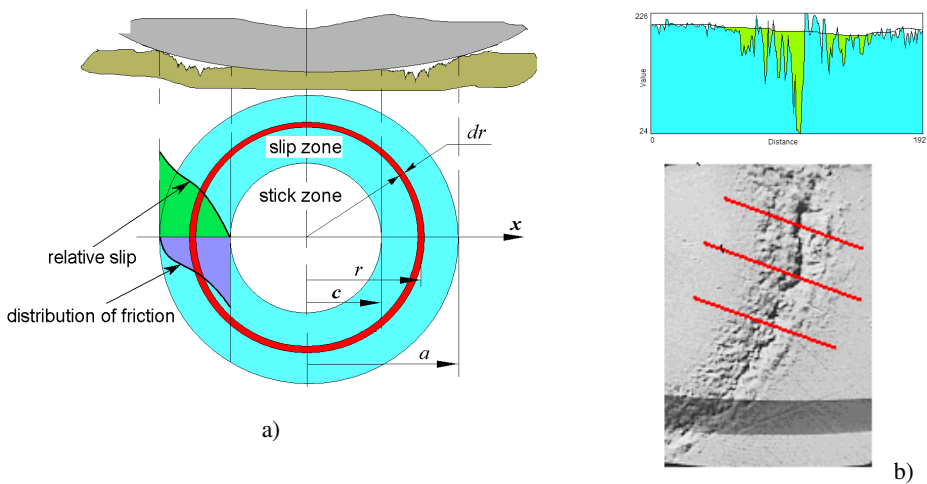 slip zone
stick zone
dr
x
relative slip
r
c
distribution of friction
a
a)
226
Value
24
0
Distance
192
b)